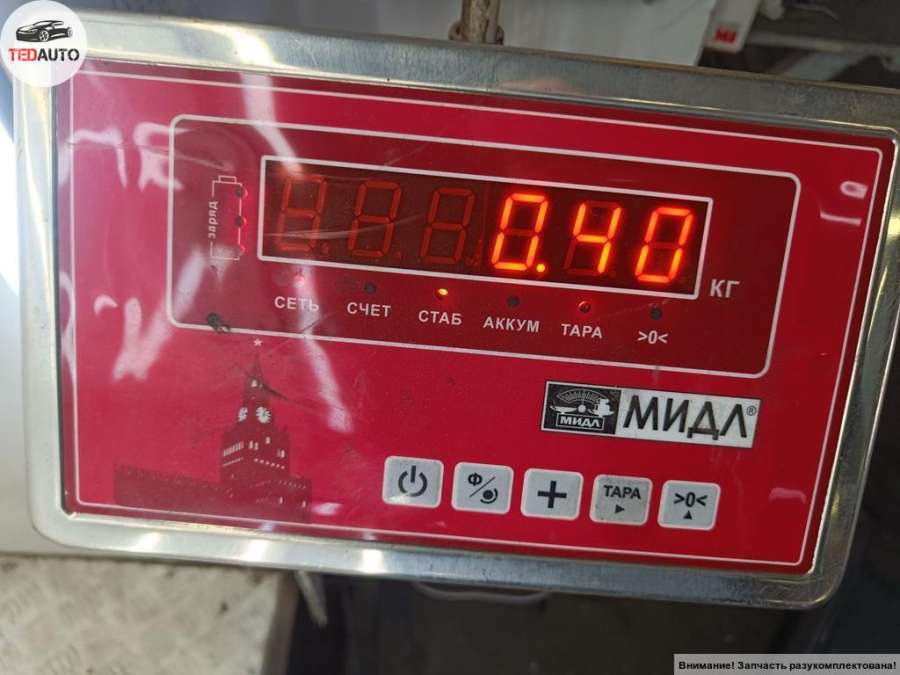 TEDAUTO
заряд
0.40
КГ
СЕТЬ СЧЕТ СТАБ АККУМ ТАРА >0<
МИДЛ МИДЛ®
Ф + ТАРА >0<
Внимание! Запчасть разукомплектована!